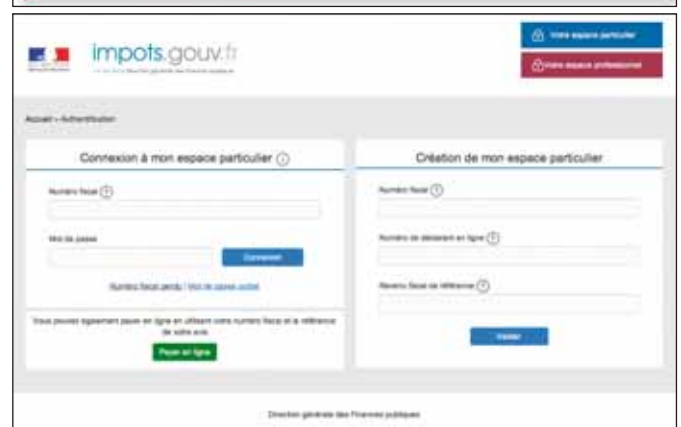 Votre espace particulier
impots.gouv.fr
Votre espace professionnel
Accueil > Authentification
Connexion à mon espace particulier
Création de mon espace particulier
Numéro fiscal
Numéro fiscal
Mot de passe
Numéro de déclarant en ligne
Connexion
Numéro fiscal perdu | Mot de passe oublié
Revenu fiscal de référence
Vous pouvez également payer en ligne en utilisant votre numéro fiscal et la référence
de votre avis
Valider
Payer en ligne
Direction générale des Finances publiques